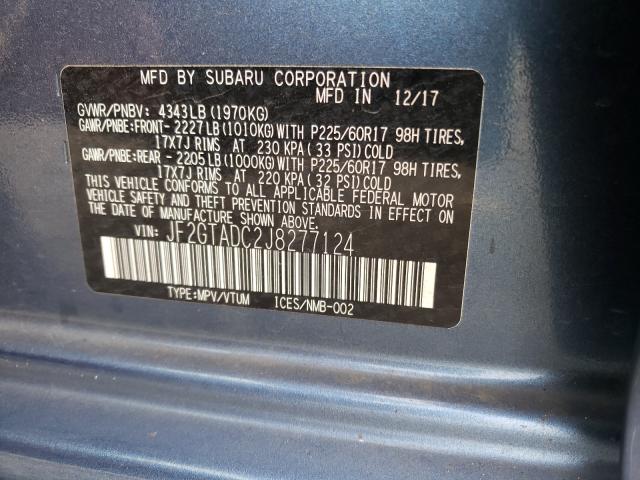 MFD BY SUBARU CORPORATION
MFD IN 12/17
GVWR/PNBV: 4343LB (1970KG)
GAWR/PNBE:FRONT- 2227LB (1010KG) WITH P225/60R17 98H TIRES,
17X7J RIMS AT 230 KPA( 33 PSI)COLD
GAWR/PNBE:REAR - 2205LB (1000KG) WITH P225/60R17 98H TIRES,
17X7J RIMS AT 220 KPA( 32 PSI)COLD
THIS VEHICLE CONFORMS TO ALL APPLICABLE FEDERAL MOTOR
VEHICLE SAFETY AND THEFT PREVENTION STANDARDS IN EFFECT
ON THE DATE OF MANUFACTURE SHOWN ABOVE.
VIN: JF2GTADC2J8277124
TYPE:MPV/VTUM ICES/NMB-002